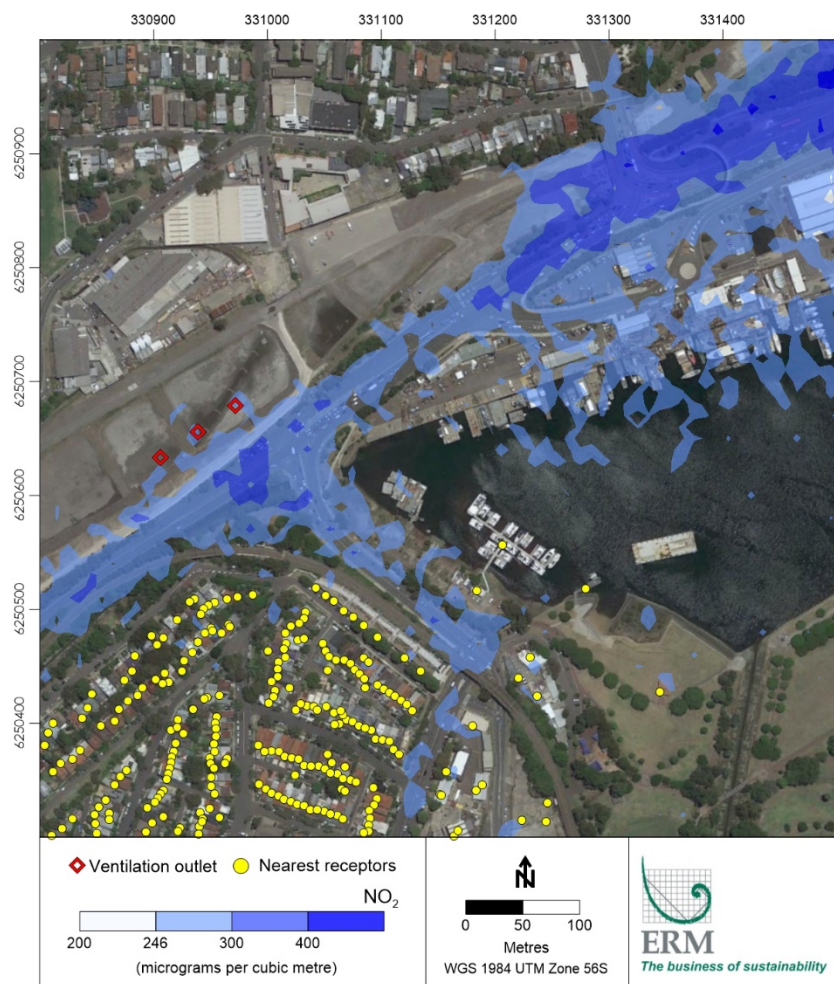 330900 331000 331100 331200 331300 331400
6250900
6250800
6250700
6250600
6250500
6250400
Ventilation outlet
Nearest receptors
NO₂
200 246 300 400
(micrograms per cubic metre)
N
0 50 100
Metres
WGS 1984 UTM Zone 56S
ERM
The business of sustainability